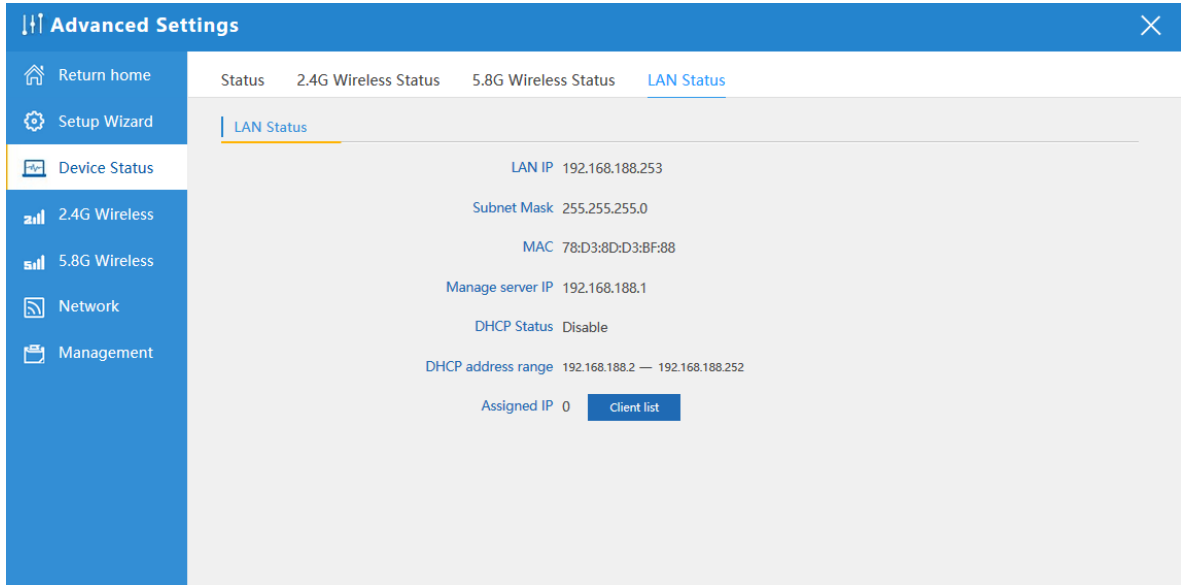 Advanced Settings
Return home
Setup Wizard
Device Status
2.4G Wireless
5.8G Wireless
Network
Management
Status 2.4G Wireless Status 5.8G Wireless Status LAN Status
LAN Status
LAN IP 192.168.188.253
Subnet Mask 255.255.255.0
MAC 78:D3:8D:D3:BF:88
Manage server IP 192.168.188.1
DHCP Status Disable
DHCP address range 192.168.188.2 — 192.168.188.252
Assigned IP 0 Client list